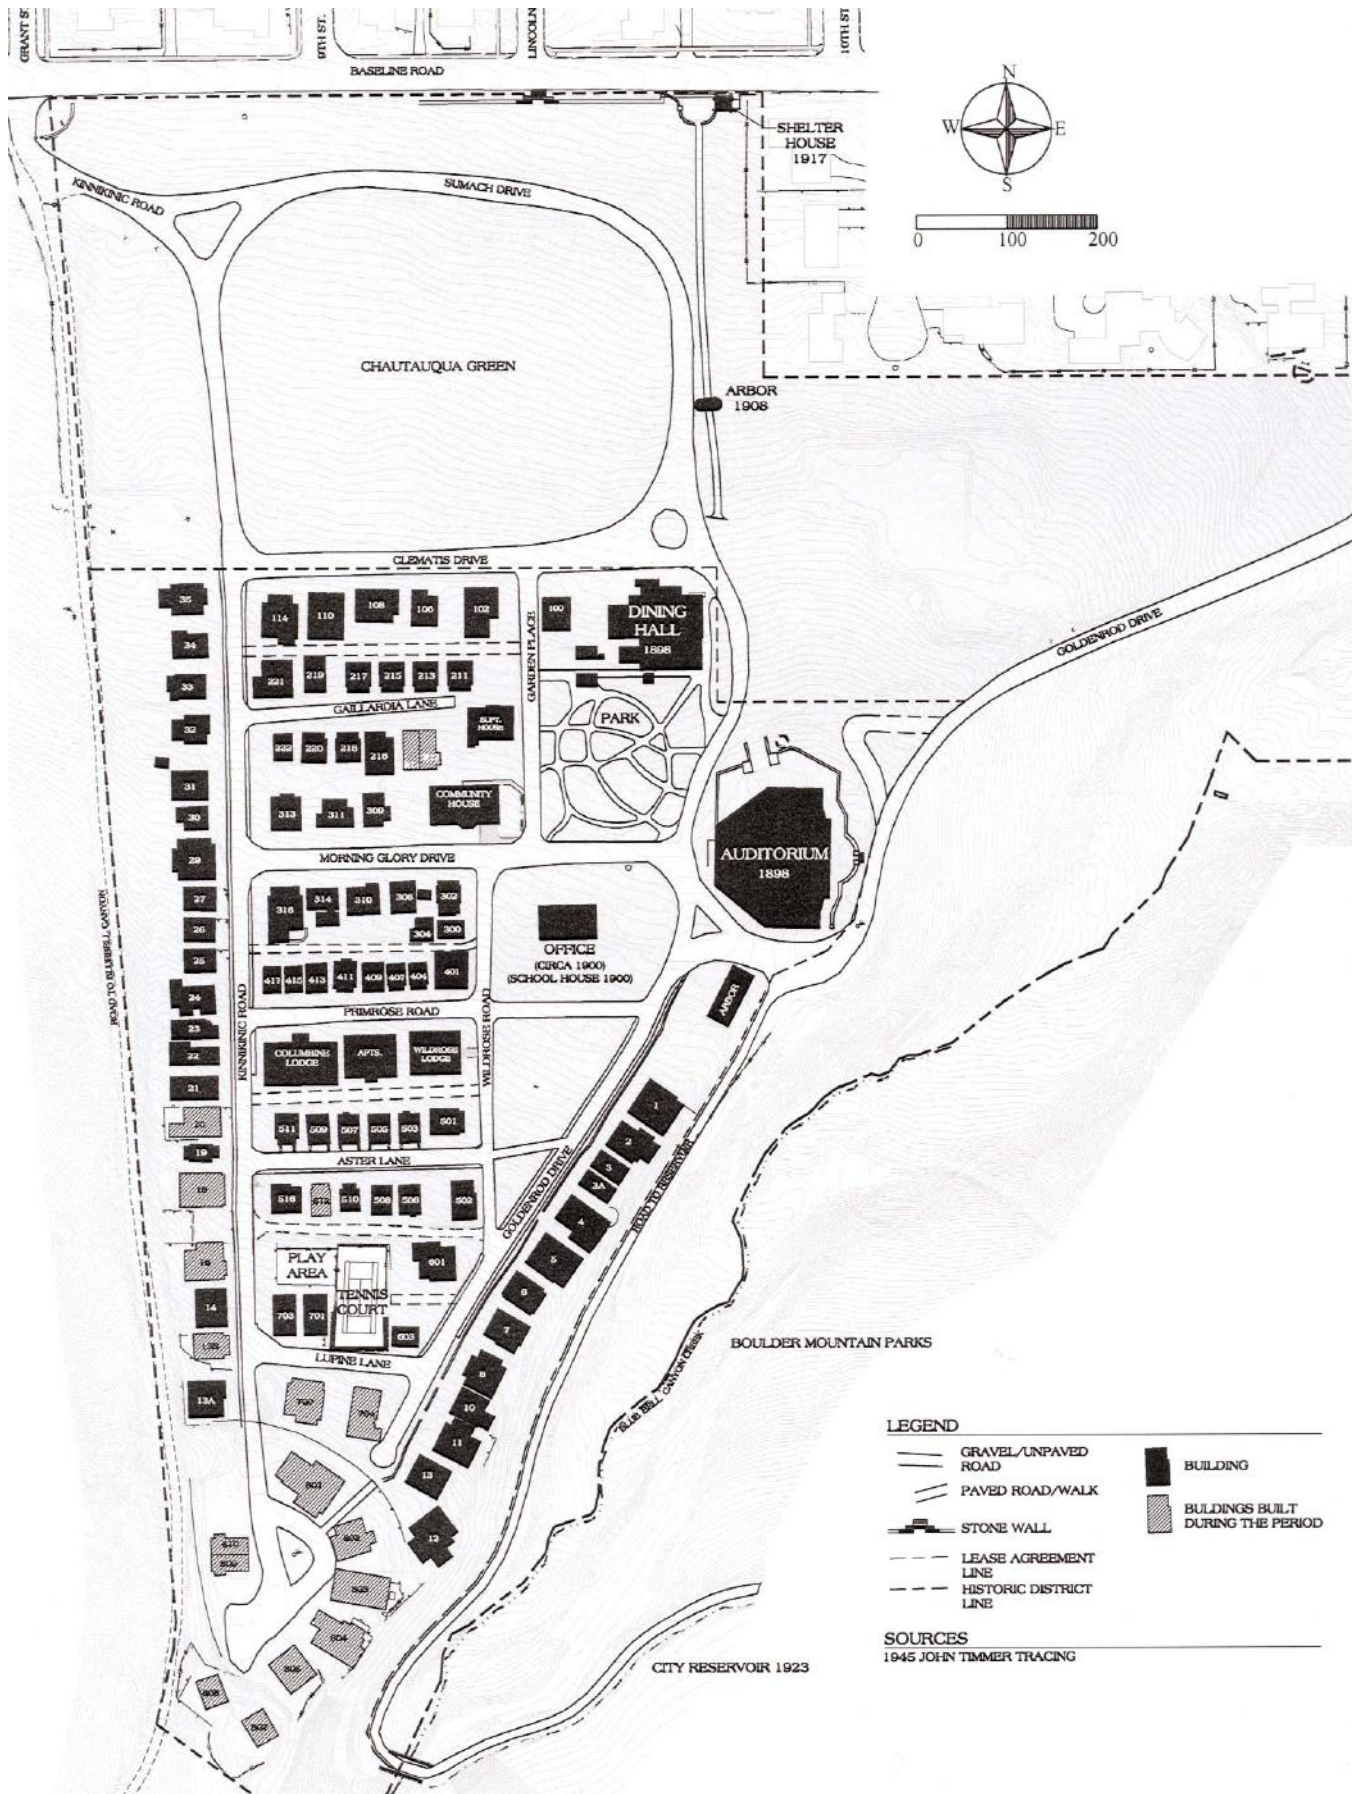 GRANT ST.
9TH ST.
LINCOLN
10TH ST
BASELINE ROAD
N
W
E
S
0 100 200
SHELTER
HOUSE
1917
KINNIKINIC ROAD
SUMACH DRIVE
CHAUTAUQUA GREEN
ARBOR
1908
CLEMATIS DRIVE
35
114
110
108
106
102
100
DINING
HALL
1898
GARDEN PLACE
GOLDENROD DRIVE
34
33
221
219
217
215
213
211
GAILLARDIA LANE
32
222
220
218
216
SUPT.
HOUSE
PARK
31
30
313
311
309
COMMUNITY
HOUSE
MORNING GLORY DRIVE
AUDITORIUM
1898
29
27
26
25
24
23
22
21
20
19
ROAD TO BLUEBELL CANYON
KINNIKINIC ROAD
316
314
310
306
302
304
300
OFFICE
(CIRCA 1900)
(SCHOOL HOUSE 1900)
417
415
413
411
409
407
404
401
PRIMROSE ROAD
WILDROSE ROAD
ARBOR
COLUMBINE
LODGE
APTS.
WILDROSE
LODGE
511
509
507
505
503
501
ASTER LANE
516
512
510
508
506
502
GOLDENROD DRIVE
ROAD TO RESERVOIR
1
2
3
3A
4
5
6
7
8
10
11
13
12
PLAY
AREA
TENNIS
COURT
601
703
701
603
LUPINE LANE
14
13A
704
801
BLUE BELL CANYON CREEK
BOULDER MOUNTAIN PARKS
CITY RESERVOIR 1923
LEGEND
GRAVEL/UNPAVED
ROAD
PAVED ROAD/WALK
STONE WALL
LEASE AGREEMENT
LINE
HISTORIC DISTRICT
LINE
BUILDING
BULDINGS BUILT
DURING THE PERIOD
SOURCES
1945 JOHN TIMMER TRACING